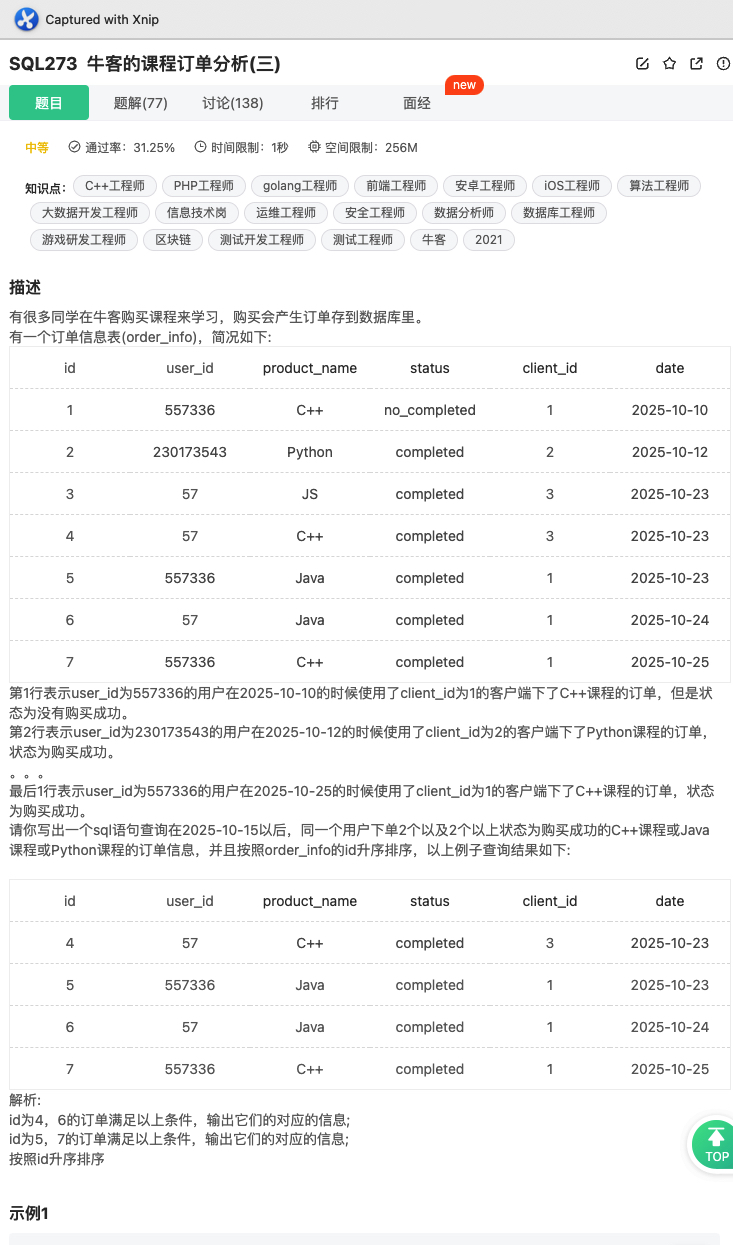 Captured with Xnip
SQL273 牛客的课程订单分析(三)
题目 题解(77) 讨论(138) 排行 面经 new
中等 通过率：31.25% 时间限制：1秒 空间限制：256M
知识点： C++工程师 PHP工程师 golang工程师 前端工程师 安卓工程师 iOS工程师 算法工程师
大数据开发工程师 信息技术岗 运维工程师 安全工程师 数据分析师 数据库工程师
游戏研发工程师 区块链 测试开发工程师 测试工程师 牛客 2021
描述
有很多同学在牛客购买课程来学习，购买会产生订单存到数据库里。
有一个订单信息表(order_info)，简况如下:
id user_id product_name status client_id date
1 557336 C++ no_completed 1 2025-10-10
2 230173543 Python completed 2 2025-10-12
3 57 JS completed 3 2025-10-23
4 57 C++ completed 3 2025-10-23
5 557336 Java completed 1 2025-10-23
6 57 Java completed 1 2025-10-24
7 557336 C++ completed 1 2025-10-25
第1行表示user_id为557336的用户在2025-10-10的时候使用了client_id为1的客户端下了C++课程的订单，但是状
态为没有购买成功。
第2行表示user_id为230173543的用户在2025-10-12的时候使用了client_id为2的客户端下了Python课程的订单，
状态为购买成功。
。。。
最后1行表示user_id为557336的用户在2025-10-25的时候使用了client_id为1的客户端下了C++课程的订单，状态
为购买成功。
请你写出一个sql语句查询在2025-10-15以后，同一个用户下单2个以及2个以上状态为购买成功的C++课程或Java
课程或Python课程的订单信息，并且按照order_info的id升序排序，以上例子查询结果如下:
id user_id product_name status client_id date
4 57 C++ completed 3 2025-10-23
5 557336 Java completed 1 2025-10-23
6 57 Java completed 1 2025-10-24
7 557336 C++ completed 1 2025-10-25
解析:
id为4，6的订单满足以上条件，输出它们的对应的信息;
id为5，7的订单满足以上条件，输出它们的对应的信息;
按照id升序排序
TOP
示例1